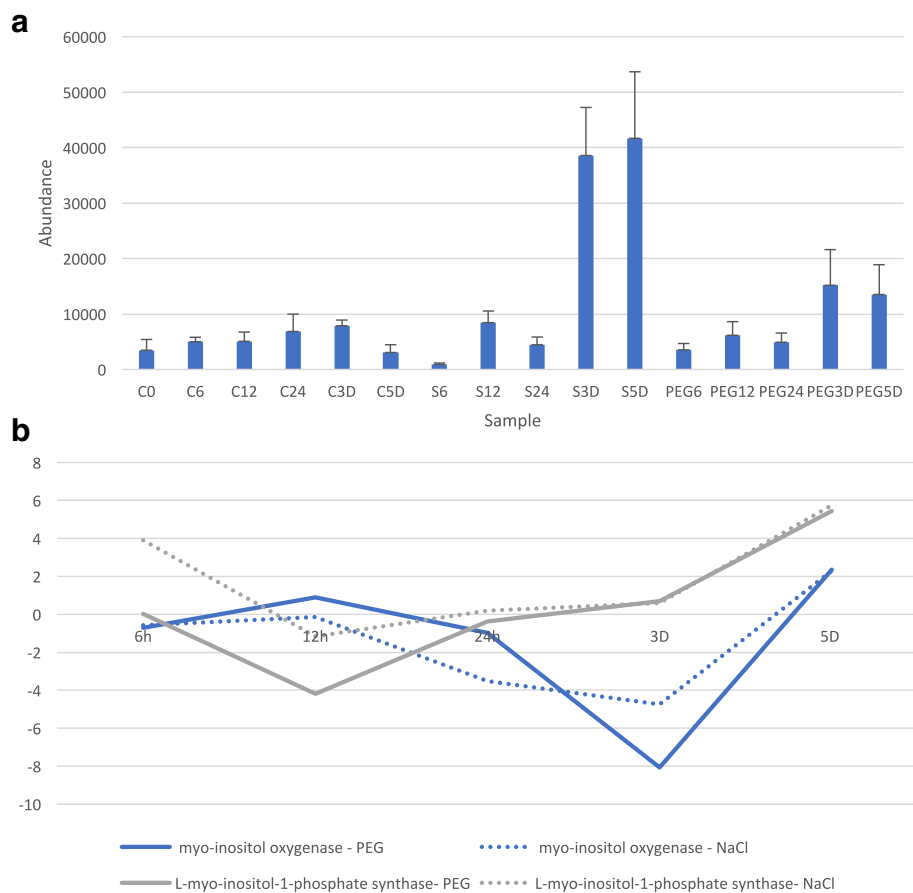 a
60000
50000
40000
30000
20000
10000
0
Abundance
C0 C6 C12 C24 C3D C5D S6 S12 S24 S3D S5D PEG6 PEG12 PEG24 PEG3D PEG5D
Sample
b
8
6
4
2
0
-2
-4
-6
-8
-10
6h 12h 24h 3D 5D
myo-inositol oxygenase - PEG myo-inositol oxygenase - NaCl
L-myo-inositol-1-phosphate synthase- PEG L-myo-inositol-1-phosphate synthase- NaCl